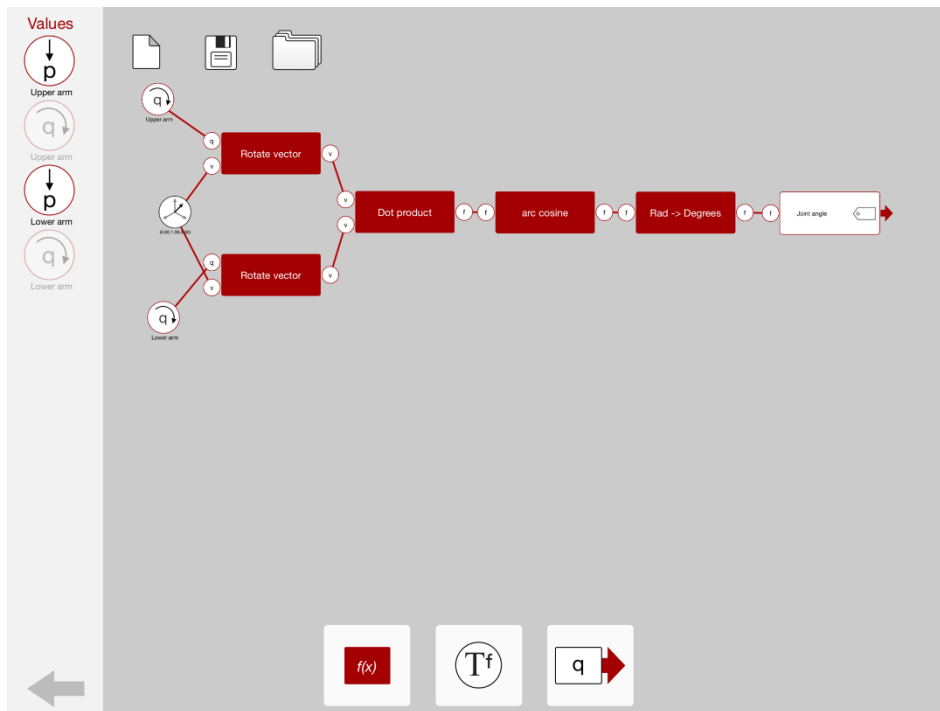 Values
p
Upper arm
q
Upper arm
p
Lower arm
q
Lower arm
q
Upper arm
q
v
Rotate vector
v
v
v
Dot product
f
f
arc cosine
f
f
Rad -> Degrees
f
f
Joint angle
q
v
Rotate vector
v
q
Lower arm
f(x)
Tf
q